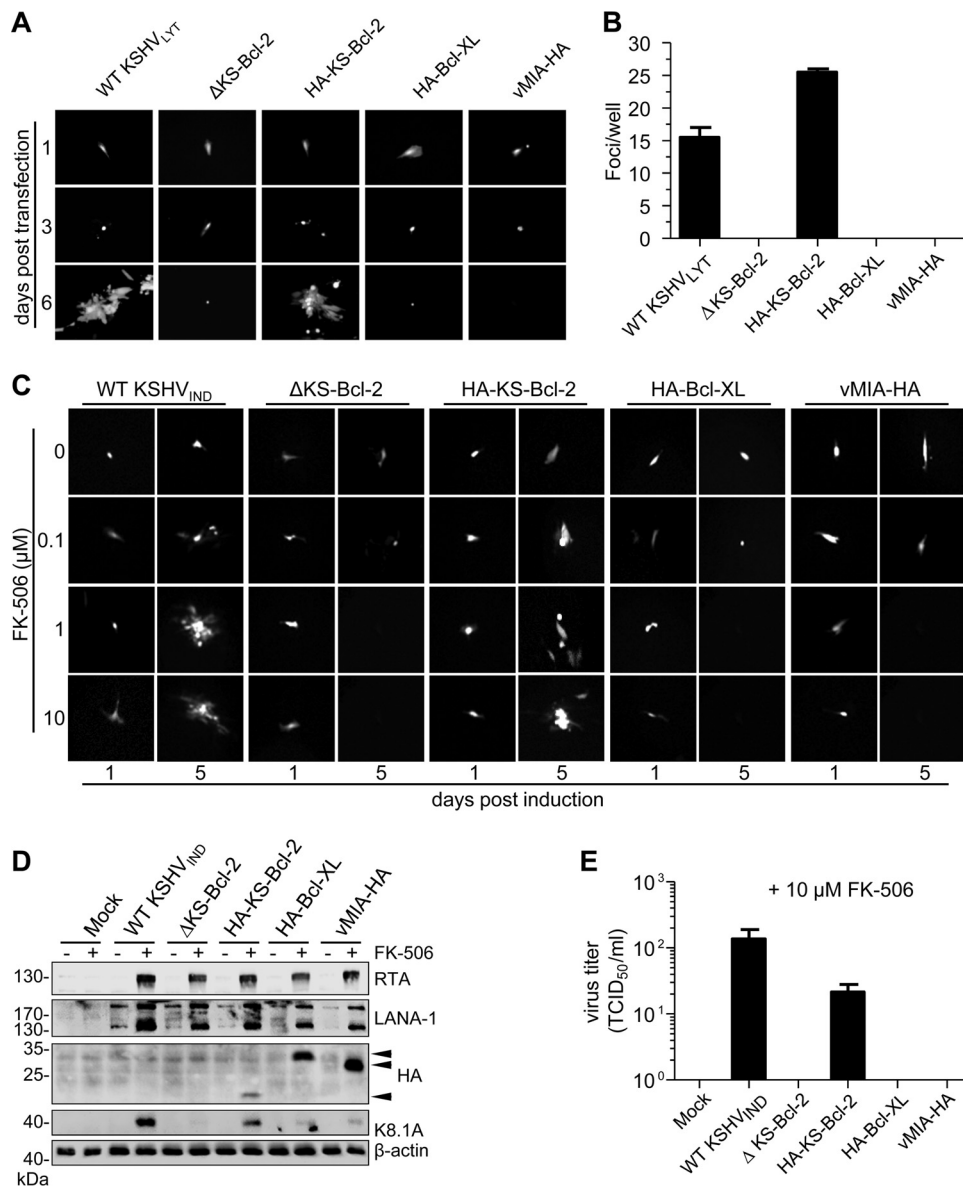 A
WT KSHV_LYT ΔKS-Bcl-2 HA-KS-Bcl-2 HA-Bcl-XL vMIA-HA
days post transfection
1
3
6
B
Foci/well
30
25
20
15
10
5
0
WT KSHV_LYT ΔKS-Bcl-2 HA-KS-Bcl-2 HA-Bcl-XL vMIA-HA
C
WT KSHV_IND ΔKS-Bcl-2 HA-KS-Bcl-2 HA-Bcl-XL vMIA-HA
FK-506 (µM)
0
0.1
1
10
1 5 1 5 1 5 1 5 1 5
days post induction
D
Mock WT KSHV_IND ΔKS-Bcl-2 HA-KS-Bcl-2 HA-Bcl-XL vMIA-HA
- + - + - + - + - + - + FK-506
130- RTA
170- LANA-1
130-
35- HA
25-
40- K8.1A
β-actin
40-
kDa
E
+ 10 µM FK-506
virus titer
(TCID50/ml)
10³
10²
10¹
10⁰
Mock WT KSHV_IND Δ KS-Bcl-2 HA-KS-Bcl-2 HA-Bcl-XL vMIA-HA